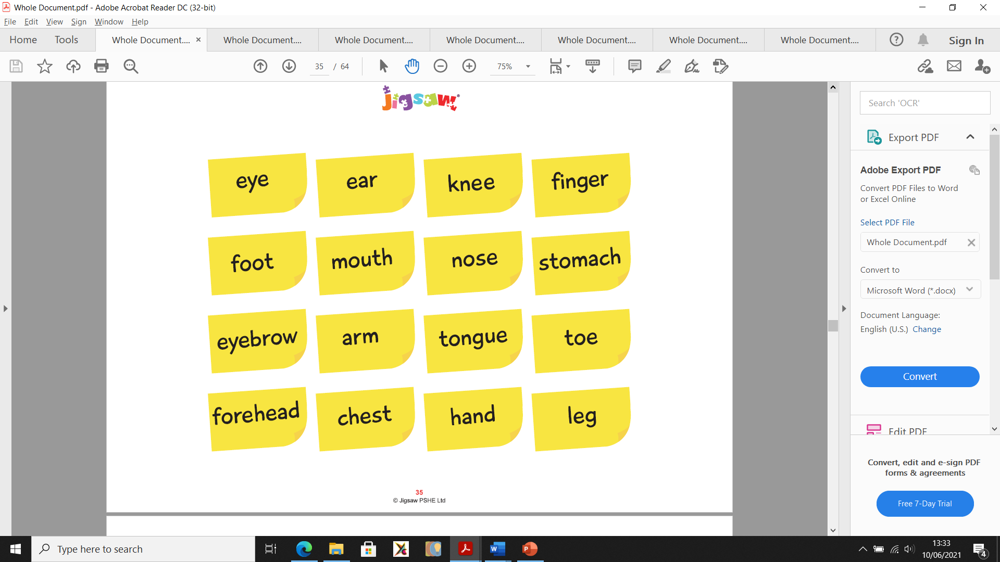 Whole Document.pdf - Adobe Acrobat Reader DC (32-bit)
File Edit View Sign Window Help
Home Tools Whole Document.... × Whole Document.... Whole Document.... Whole Document.... Whole Document.... Whole Document.... Whole Document.... Sign In
35 / 64 75%
jigsaw®
eye ear knee finger
foot mouth nose stomach
eyebrow arm tongue toe
forehead chest hand leg
35
© Jigsaw PSHE Ltd
Search 'OCR'
Export PDF
Adobe Export PDF
Convert PDF Files to Word
or Excel Online
Select PDF File
Whole Document.pdf
Convert to
Microsoft Word (*.docx)
Document Language:
English (U.S.) Change
Convert
Edit PDF
Convert, edit and e-sign PDF
forms & agreements
Free 7-Day Trial
Type here to search
13:33
10/06/2021
4